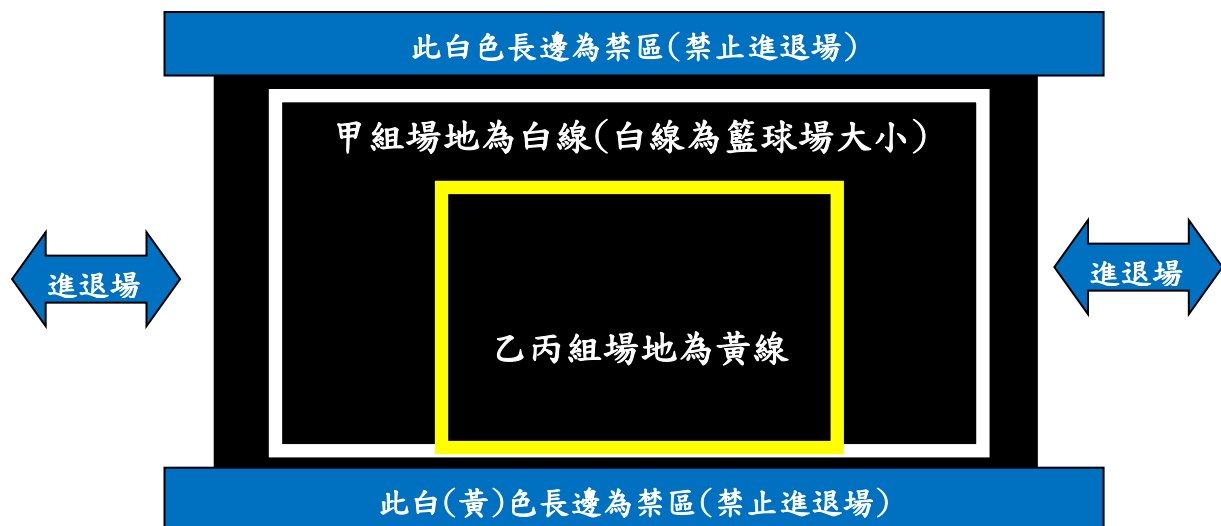 此白色長邊為禁區(禁止進退場)
甲組場地為白線(白線為籃球場大小)
進退場
進退場
乙丙組場地為黃線
此白(黃)色長邊為禁區(禁止進退場)